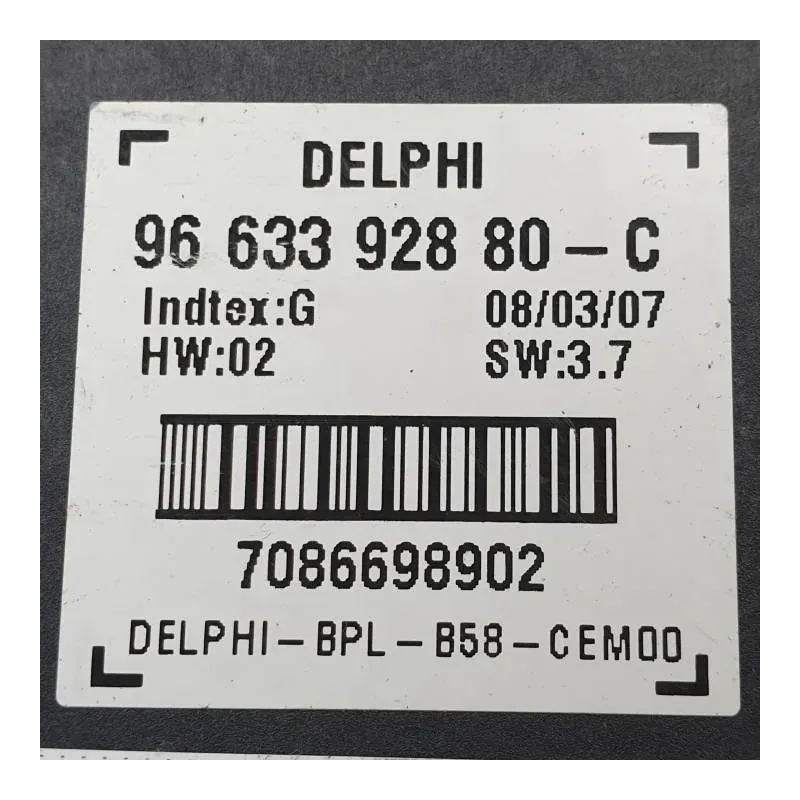 DELPHI
96 633 928 80-C
Indtex:G 08/03/07
HW:02 SW:3.7
7086698902
DELPHI-BPL-B58-CEM00